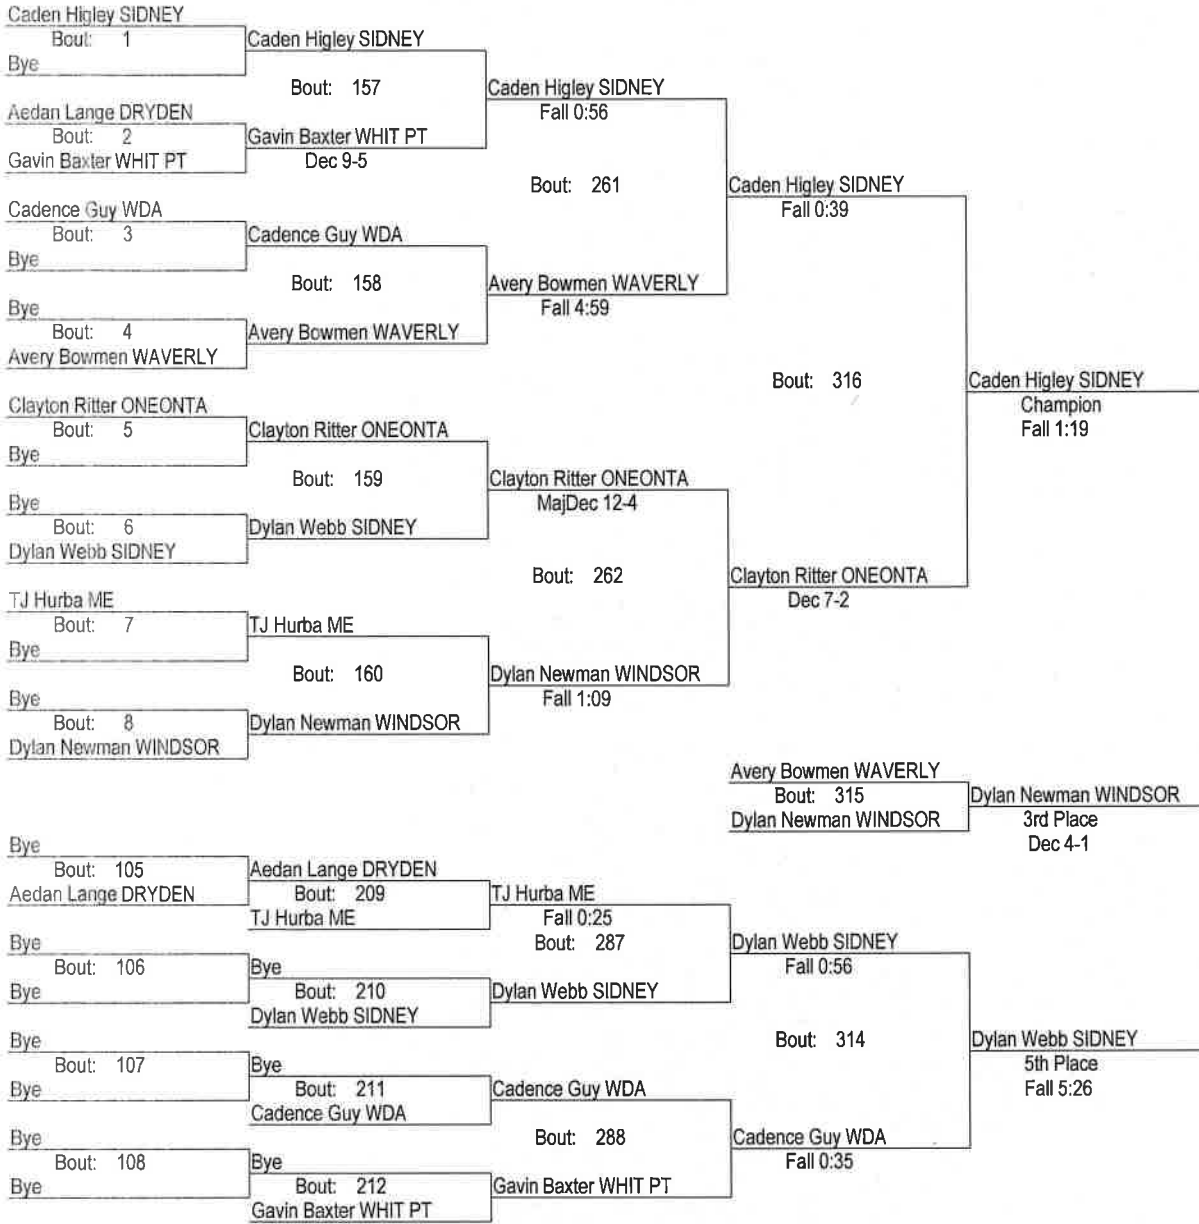 Caden Higley SIDNEY
Bout: 1
Bye
Aedan Lange DRYDEN
Bout: 2
Gavin Baxter WHIT PT
Cadence Guy WDA
Bout: 3
Bye
Bye
Bout: 4
Avery Bowmen WAVERLY
Clayton Ritter ONEONTA
Bout: 5
Bye
Bye
Bout: 6
Dylan Webb SIDNEY
TJ Hurba ME
Bout: 7
Bye
Bye
Bout: 8
Dylan Newman WINDSOR
Caden Higley SIDNEY
Bout: 157
Gavin Baxter WHIT PT
Dec 9-5
Cadence Guy WDA
Bout: 158
Avery Bowmen WAVERLY
Clayton Ritter ONEONTA
Bout: 159
Dylan Webb SIDNEY
TJ Hurba ME
Bout: 160
Dylan Newman WINDSOR
Caden Higley SIDNEY
Fall 0:56
Bout: 261
Avery Bowmen WAVERLY
Fall 4:59
Clayton Ritter ONEONTA
MajDec 12-4
Bout: 262
Dylan Newman WINDSOR
Fall 1:09
Caden Higley SIDNEY
Fall 0:39
Bout: 316
Clayton Ritter ONEONTA
Dec 7-2
Caden Higley SIDNEY
Champion
Fall 1:19
Avery Bowmen WAVERLY
Bout: 315
Dylan Newman WINDSOR
Dylan Newman WINDSOR
3rd Place
Dec 4-1
Bye
Bout: 105
Aedan Lange DRYDEN
Bye
Bout: 106
Bye
Bye
Bout: 107
Bye
Bye
Bout: 108
Bye
Aedan Lange DRYDEN
Bout: 209
TJ Hurba ME
Bye
Bout: 210
Dylan Webb SIDNEY
Bye
Bout: 211
Cadence Guy WDA
Bye
Bout: 212
Gavin Baxter WHIT PT
TJ Hurba ME
Fall 0:25
Bout: 287
Dylan Webb SIDNEY
Cadence Guy WDA
Bout: 288
Gavin Baxter WHIT PT
Dylan Webb SIDNEY
Fall 0:56
Bout: 314
Cadence Guy WDA
Fall 0:35
Dylan Webb SIDNEY
5th Place
Fall 5:26